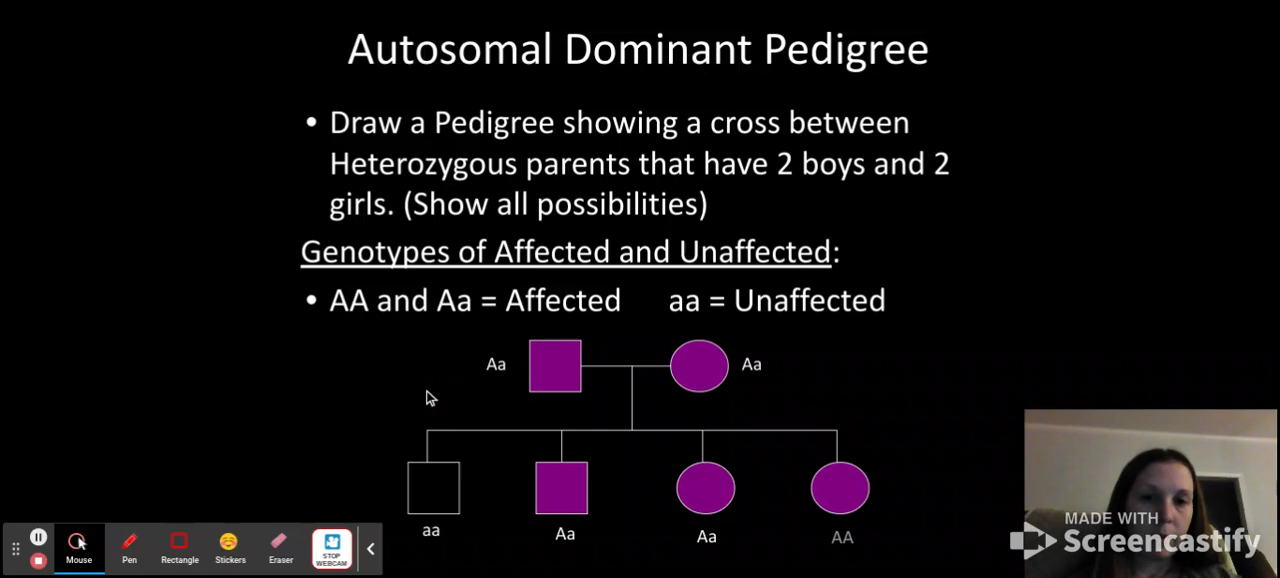 Autosomal Dominant Pedigree
• Draw a Pedigree showing a cross between
Heterozygous parents that have 2 boys and 2
girls. (Show all possibilities)
Genotypes of Affected and Unaffected:
• AA and Aa = Affected aa = Unaffected
Aa Aa
aa Aa Aa AA
Mouse Pen Rectangle Stickers Eraser STOP
WEBCAM
MADE WITH
Screencastify